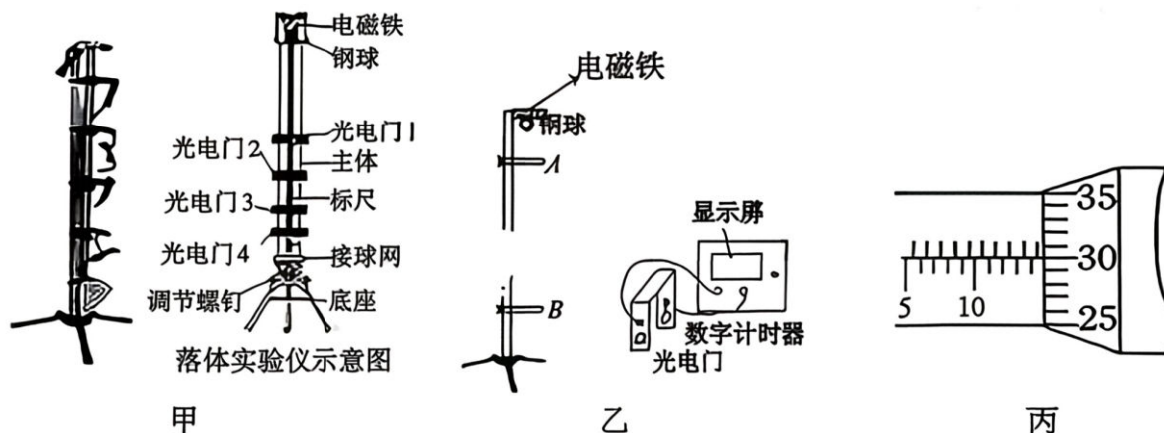 电磁铁
钢球
光电门1
光电门2
主体
光电门3
标尺
光电门4
接球网
调节螺钉
底座
落体实验仪示意图
甲
电磁铁
钢球
A
B
显示屏
数字计时器
光电门
乙
35
30
25
5
10
丙